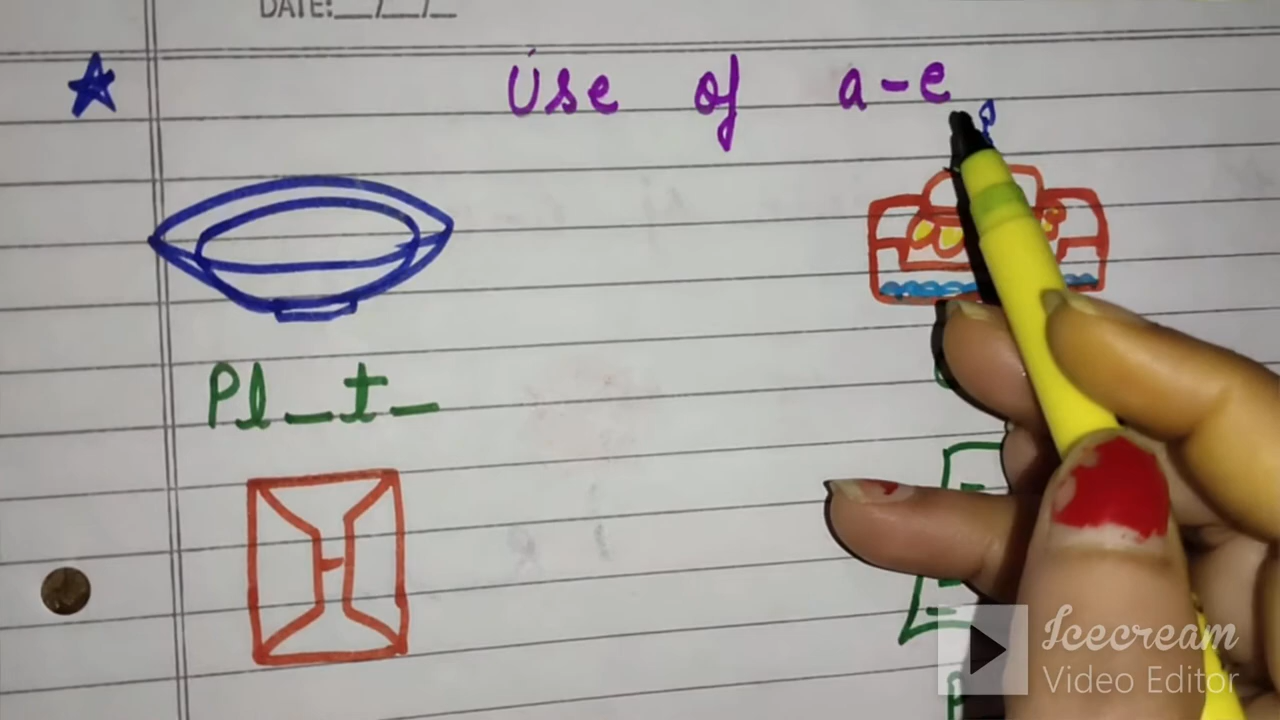 DATE:__/__/__
Use of a-e
Pl_t_
Icecream
Video Editor